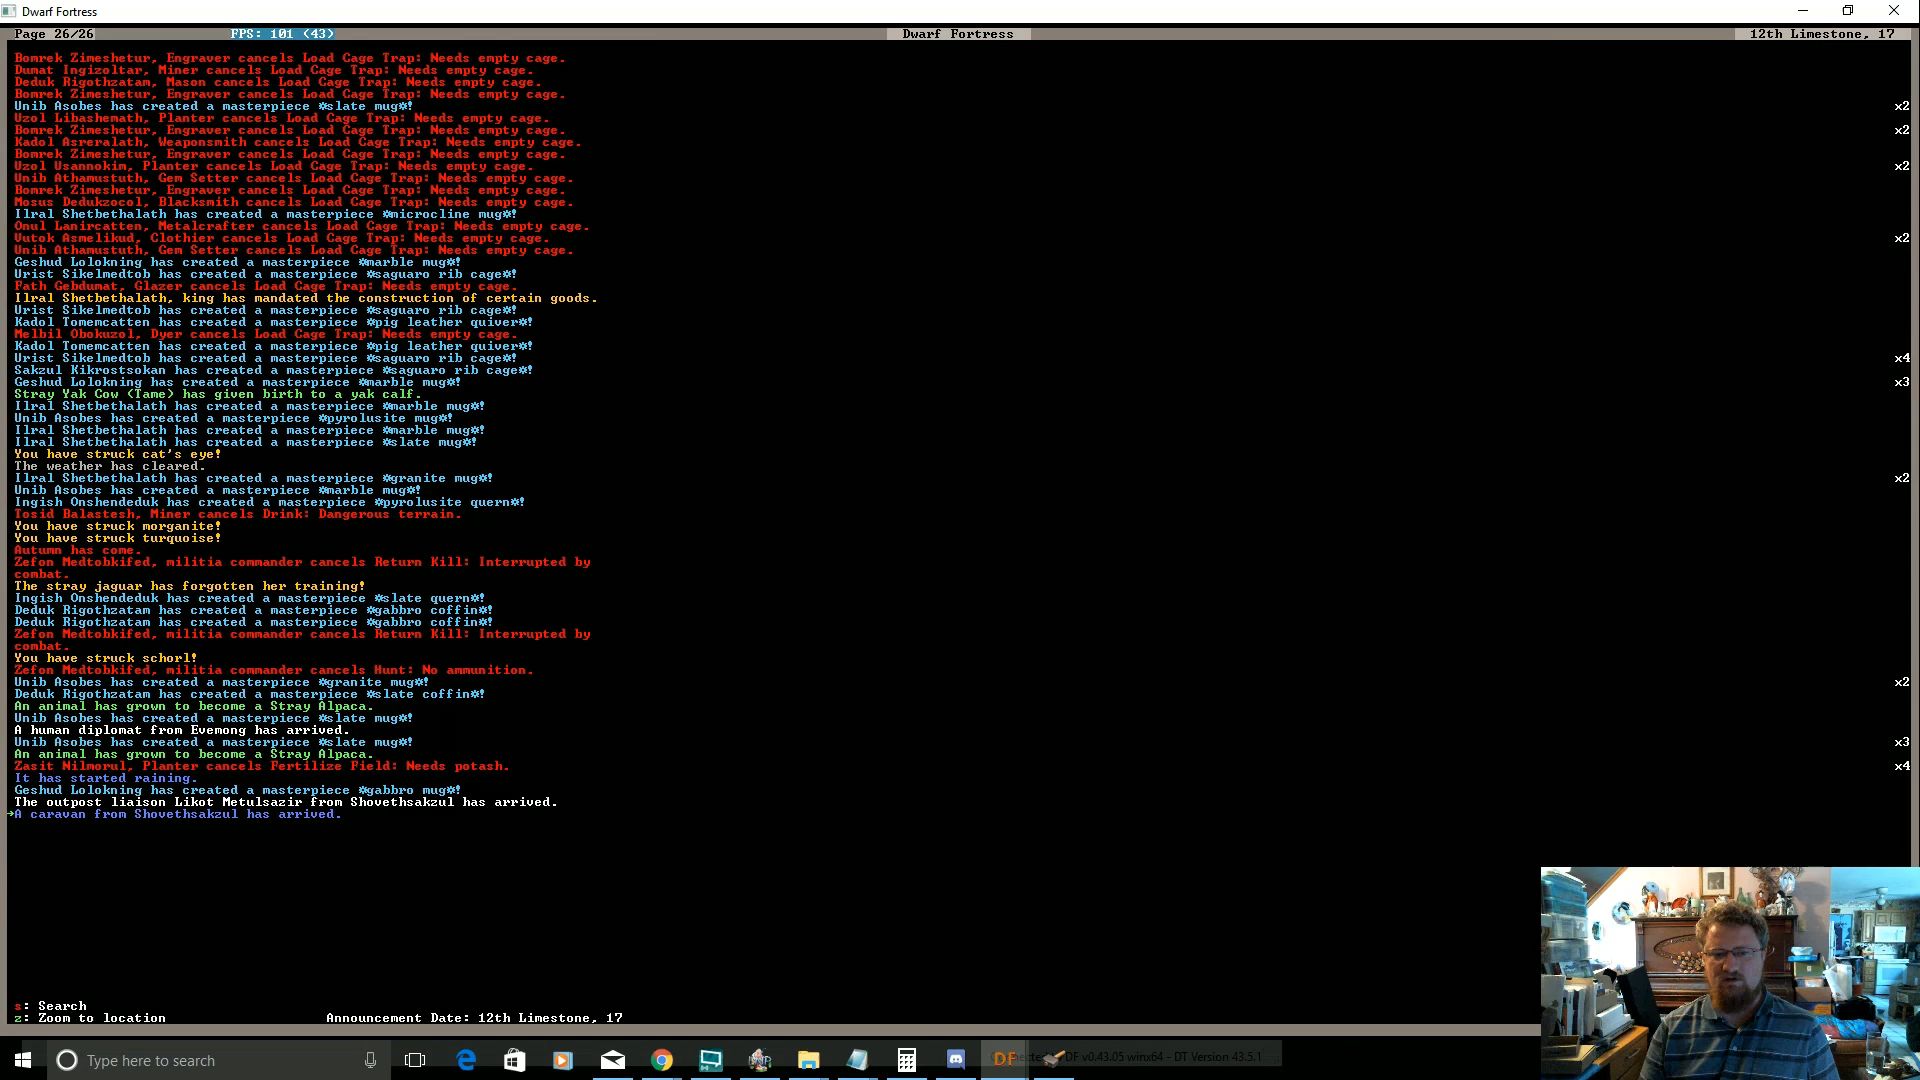 Dwarf Fortress
Page 26/26 FPS: 101 (43) Dwarf Fortress 12th Limestone, 17
Bomrek Zimeshetur, Engraver cancels Load Cage Trap: Needs empty cage.
Dumat Ingizoltar, Miner cancels Load Cage Trap: Needs empty cage.
Deduk Rigothzatam, Mason cancels Load Cage Trap: Needs empty cage.
Bomrek Zimeshetur, Engraver cancels Load Cage Trap: Needs empty cage.
Unib Asobes has created a masterpiece ☼slate mug☼! x2
Uzol Libashemath, Planter cancels Load Cage Trap: Needs empty cage.
Bomrek Zimeshetur, Engraver cancels Load Cage Trap: Needs empty cage. x2
Kadol Asreralath, Weaponsmith cancels Load Cage Trap: Needs empty cage.
Bomrek Zimeshetur, Engraver cancels Load Cage Trap: Needs empty cage.
Uzol Usannokim, Planter cancels Load Cage Trap: Needs empty cage. x2
Unib Athamustuth, Gem Setter cancels Load Cage Trap: Needs empty cage.
Bomrek Zimeshetur, Engraver cancels Load Cage Trap: Needs empty cage.
Mosus Dedukzocol, Blacksmith cancels Load Cage Trap: Needs empty cage.
Ilral Shetbethalath has created a masterpiece ☼microcline mug☼!
Onul Lanircatten, Metalcrafter cancels Load Cage Trap: Needs empty cage.
Vutok Asmelikud, Clothier cancels Load Cage Trap: Needs empty cage. x2
Unib Athamustuth, Gem Setter cancels Load Cage Trap: Needs empty cage.
Geshud Lolokning has created a masterpiece ☼marble mug☼!
Urist Sikelmedtob has created a masterpiece ☼saguaro rib cage☼!
Fath Gebdumat, Glazer cancels Load Cage Trap: Needs empty cage.
Ilral Shetbethalath, king has mandated the construction of certain goods.
Urist Sikelmedtob has created a masterpiece ☼saguaro rib cage☼!
Kadol Tomemcatten has created a masterpiece ☼pig leather quiver☼!
Melbil Obokuzol, Dyer cancels Load Cage Trap: Needs empty cage.
Kadol Tomemcatten has created a masterpiece ☼pig leather quiver☼!
Urist Sikelmedtob has created a masterpiece ☼saguaro rib cage☼! x4
Sakzul Kikrostsokan has created a masterpiece ☼saguaro rib cage☼!
Geshud Lolokning has created a masterpiece ☼marble mug☼! x3
Stray Yak Cow (Tame) has given birth to a yak calf.
Ilral Shetbethalath has created a masterpiece ☼marble mug☼!
Unib Asobes has created a masterpiece ☼pyrolusite mug☼!
Ilral Shetbethalath has created a masterpiece ☼marble mug☼!
Ilral Shetbethalath has created a masterpiece ☼slate mug☼!
You have struck cat's eye!
The weather has cleared.
Ilral Shetbethalath has created a masterpiece ☼granite mug☼! x2
Unib Asobes has created a masterpiece ☼marble mug☼!
Ingish Onshendeduk has created a masterpiece ☼pyrolusite quern☼!
Tosid Balastesh, Miner cancels Drink: Dangerous terrain.
You have struck morganite!
You have struck turquoise!
Autumn has come.
Zefon Medtobkifed, militia commander cancels Return Kill: Interrupted by
combat.
The stray jaguar has forgotten her training!
Ingish Onshendeduk has created a masterpiece ☼slate quern☼!
Deduk Rigothzatam has created a masterpiece ☼gabbro coffin☼!
Deduk Rigothzatam has created a masterpiece ☼gabbro coffin☼!
Zefon Medtobkifed, militia commander cancels Return Kill: Interrupted by
combat.
You have struck schorl!
Zefon Medtobkifed, militia commander cancels Hunt: No ammunition.
Unib Asobes has created a masterpiece ☼granite mug☼! x2
Deduk Rigothzatam has created a masterpiece ☼slate coffin☼!
An animal has grown to become a Stray Alpaca.
Unib Asobes has created a masterpiece ☼slate mug☼!
A human diplomat from Evemong has arrived.
Unib Asobes has created a masterpiece ☼slate mug☼! x3
An animal has grown to become a Stray Alpaca.
Zasit Nilmorul, Planter cancels Fertilize Field: Needs potash. x4
It has started raining.
Geshud Lolokning has created a masterpiece ☼gabbro mug☼!
The outpost liaison Likot Metulsazir from Shovethsakzul has arrived.
→A caravan from Shovethsakzul has arrived.
s: Search
z: Zoom to location Announcement Date: 12th Limestone, 17
Type here to search
DF
DF v0.43.05 winx64 - DT Version 43.5.1